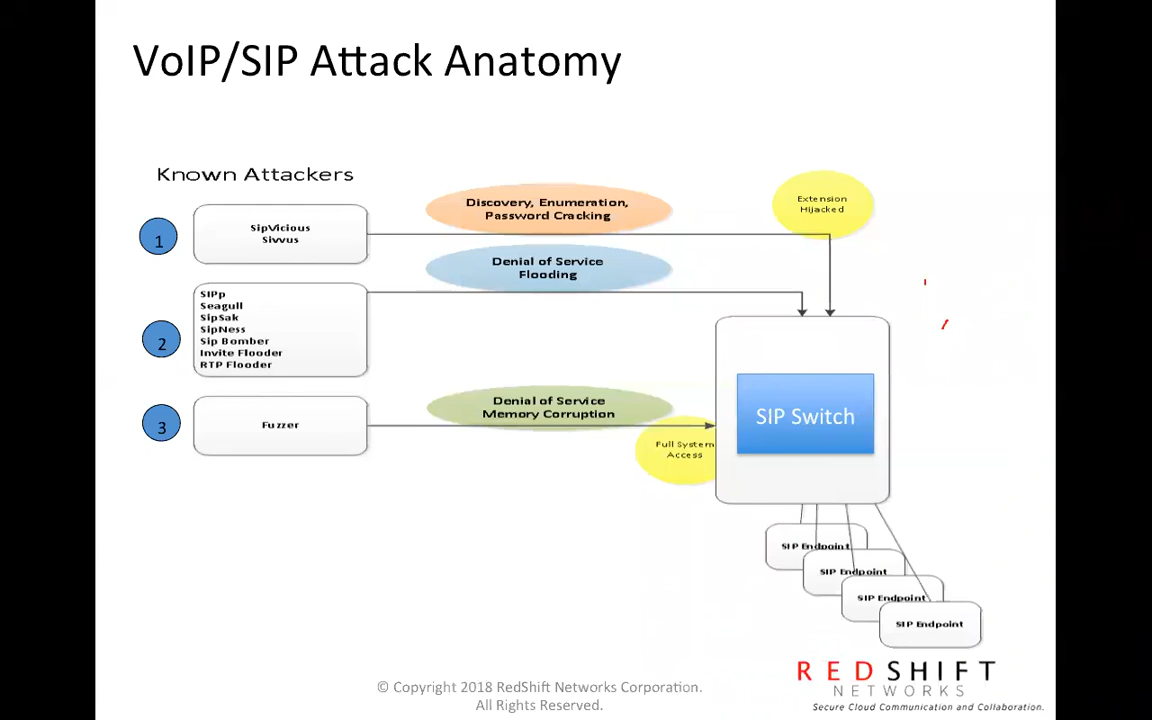 VoIP/SIP Attack Anatomy
Known Attackers
1
SipVicious
Sivvus
Discovery, Enumeration,
Password Cracking
Extension
Hijacked
Denial of Service
Flooding
2
SIPp
Seagull
SipSak
SipNess
Sip Bomber
Invite Flooder
RTP Flooder
3
Fuzzer
Denial of Service
Memory Corruption
Full System
Access
SIP Switch
SIP Endpoint
SIP Endpoint
SIP Endpoint
SIP Endpoint
REDSHIFT
NETWORKS
Secure Cloud Communication and Collaboration.
© Copyright 2018 RedShift Networks Corporation.
All Rights Reserved.